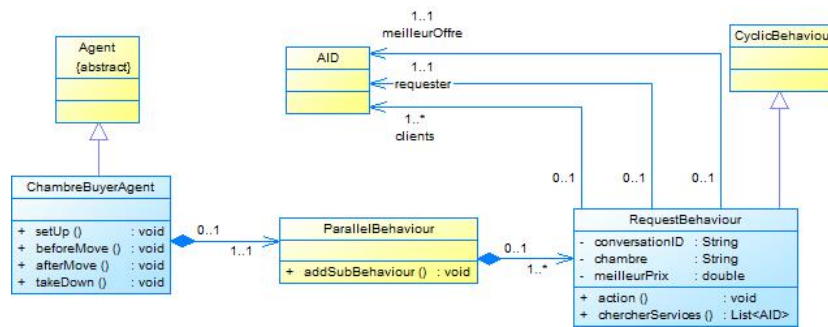 1..1
meilleurOffre
Agent
{abstract}
AID
CyclicBehaviour
1..1
requester
1..*
clients
0..1
0..1
0..1
ChambreBuyerAgent
+ setUp () : void
+ beforeMove () : void
+ afterMove () : void
+ takeDown () : void
0..1
1..1
ParallelBehaviour
+ addSubBehaviour () : void
0..1
1..*
RequestBehaviour
- conversationID : String
- chambre : String
- meilleurPrix : double
+ action () : void
+ chercherServices () : List<AID>